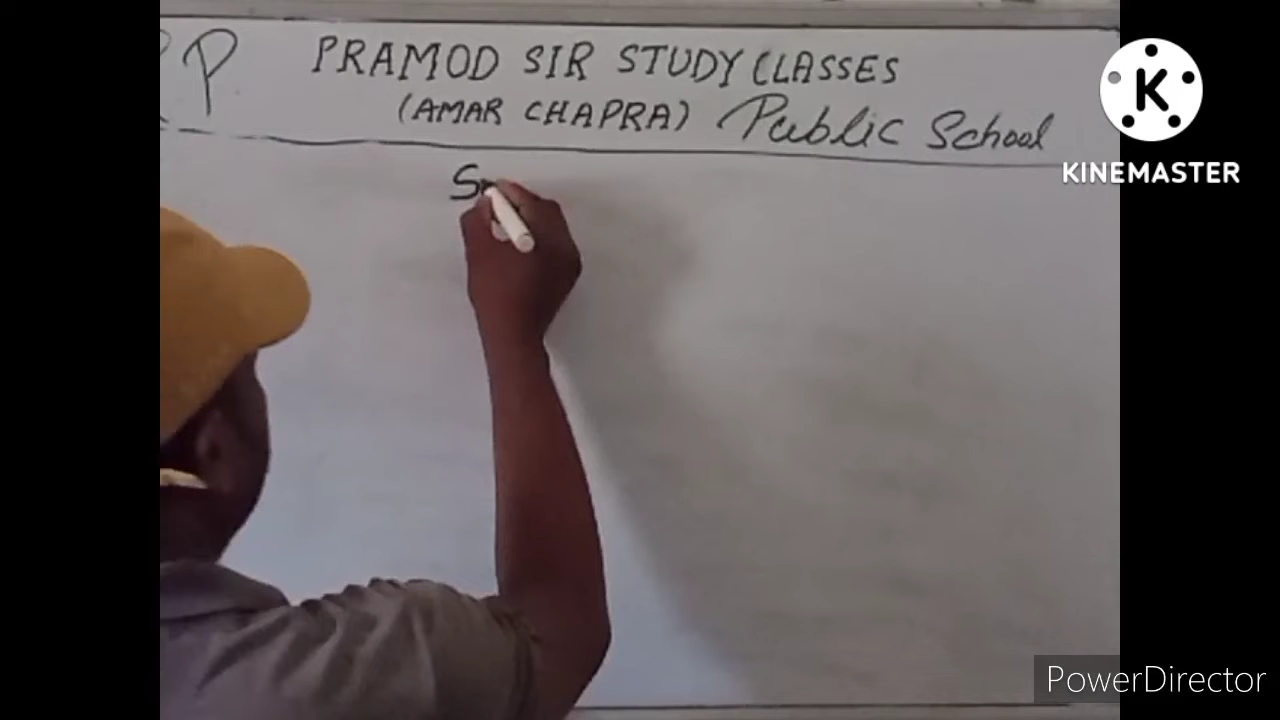 P PRAMOD SIR STUDY CLASSES
(AMAR CHAPRA) Public School
S
K
KINEMASTER
PowerDirector